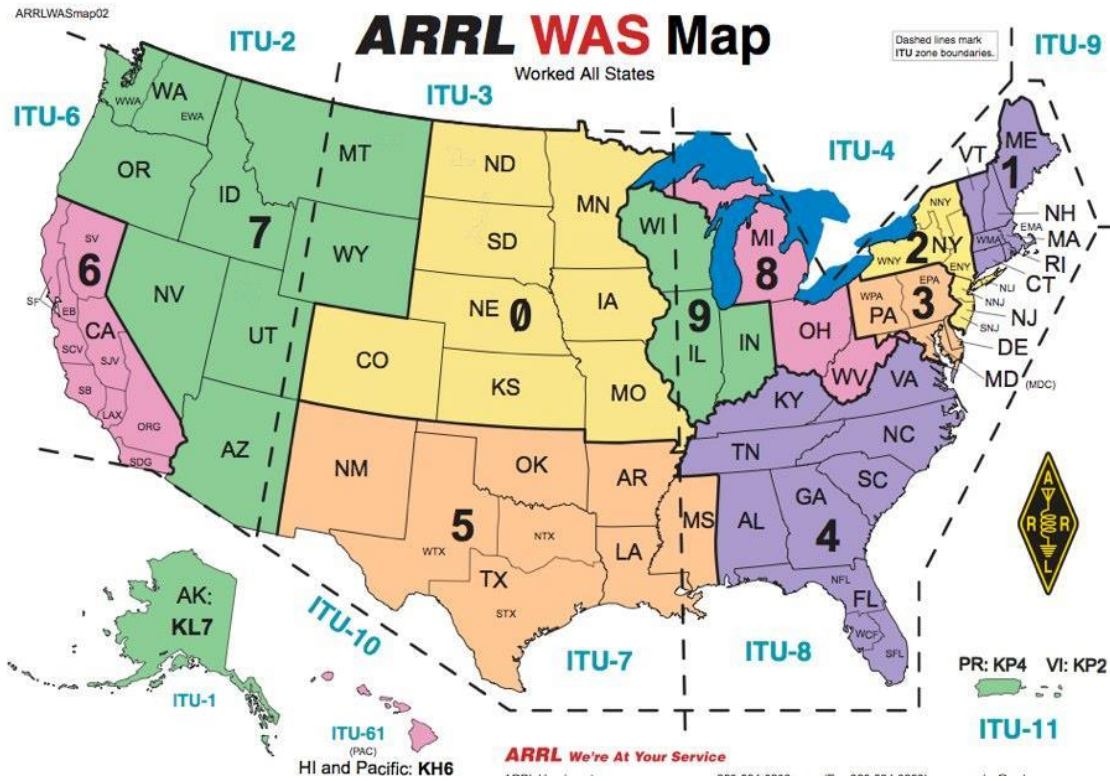 ARRLWASmap02
ARRL WAS Map
Worked All States
Dashed lines mark
ITU zone boundaries.
ITU-2
ITU-3
ITU-4
ITU-9
ITU-6
WA
WWA
EWA
OR
ID
7
MT
WY
NV
UT
AZ
6
SV
SF
EB
CA
SCV
SJV
SB
LAX
ORG
SDG
ND
SD
NE
0
MN
IA
CO
KS
MO
WI
9
IL
IN
MI
8
OH
WV
VT
ME
1
NH
EMA
MA
WMA
RI
CT
NNY
2
NY
WNY
ENY
NLI
NNJ
NJ
SNJ
EPA
WPA
PA
3
DE
MD (MDC)
NM
OK
AR
5
WTX
NTX
TX
STX
LA
MS
KY
VA
TN
NC
SC
AL
GA
4
NFL
FL
WCF
SFL
A
R R
L
AK:
KL7
ITU-1
ITU-10
ITU-7
ITU-8
ITU-61
(PAC)
HI and Pacific: KH6
PR: KP4 VI: KP2
ITU-11
ARRL We're At Your Service